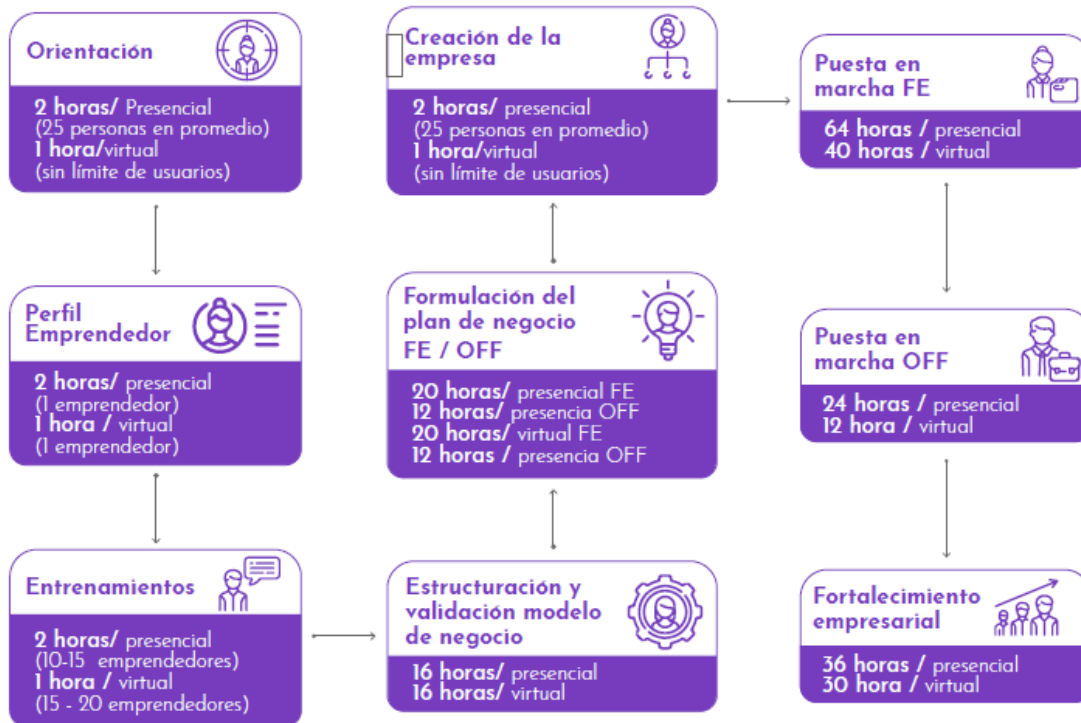 Orientación
2 horas/ Presencial
(25 personas en promedio)
1 hora/virtual
(sin límite de usuarios)
Perfil
Emprendedor
2 horas/ presencial
(1 emprendedor)
1 hora / virtual
(1 emprendedor)
Entrenamientos
2 horas/ presencial
(10-15 emprendedores)
1 hora / virtual
(15 - 20 emprendedores)
Estructuración y
validación modelo
de negocio
16 horas/ presencial
16 horas/ virtual
Formulación del
plan de negocio
FE / OFF
20 horas/ presencial FE
12 horas/ presencia OFF
20 horas/ virtual FE
12 horas / presencia OFF
Creación de la
empresa
2 horas/ presencial
(25 personas en promedio)
1 hora/virtual
(sin límite de usuarios)
Puesta en
marcha FE
64 horas / presencial
40 horas / virtual
Puesta en
marcha OFF
24 horas / presencial
12 hora / virtual
Fortalecimiento
empresarial
36 horas / presencial
30 hora / virtual